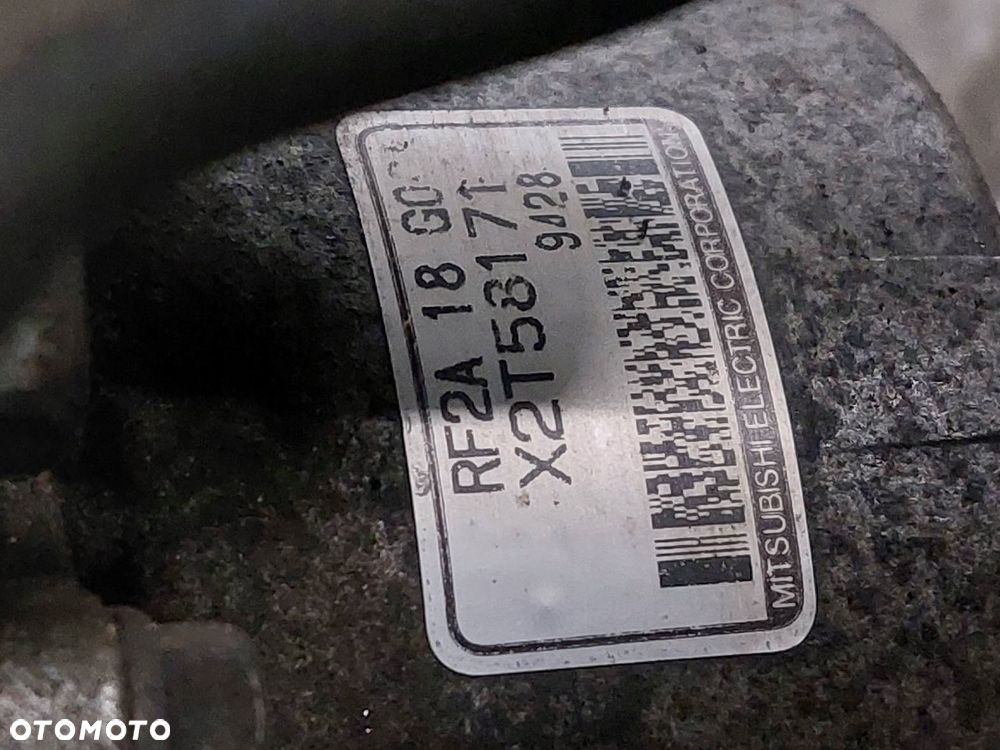 RF2A 18 G0
X2T58171
9428
MITSUBISHI ELECTRIC CORPORATION
OTOMOTO